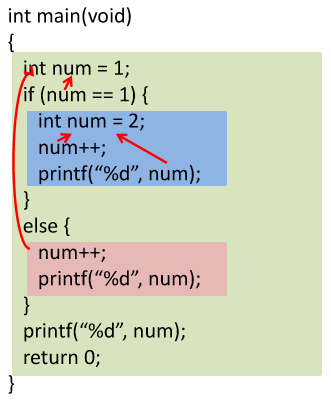 int main(void)
{
int num = 1;
if (num == 1) {
int num = 2;
num++;
printf(“%d”, num);
}
else {
num++;
printf(“%d”, num);
}
printf(“%d”, num);
return 0;
}